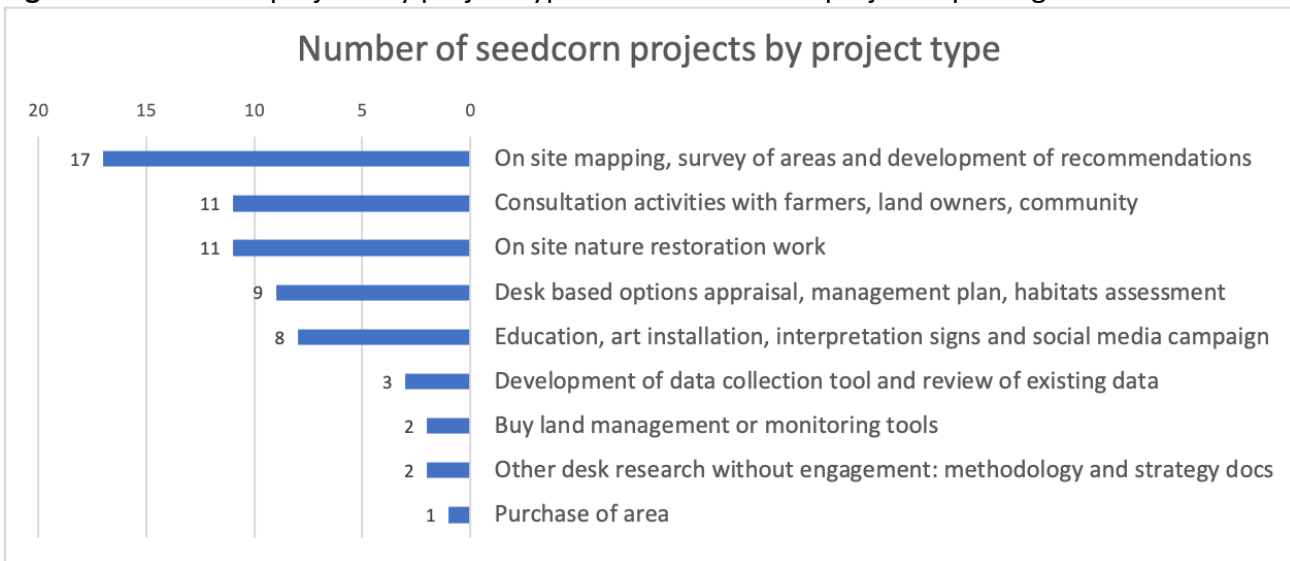 Number of seedcorn projects by project type
20 15 10 5 0
17 On site mapping, survey of areas and development of recommendations
11 Consultation activities with farmers, land owners, community
11 On site nature restoration work
9 Desk based options appraisal, management plan, habitats assessment
8 Education, art installation, interpretation signs and social media campaign
3 Development of data collection tool and review of existing data
2 Buy land management or monitoring tools
2 Other desk research without engagement: methodology and strategy docs
1 Purchase of area